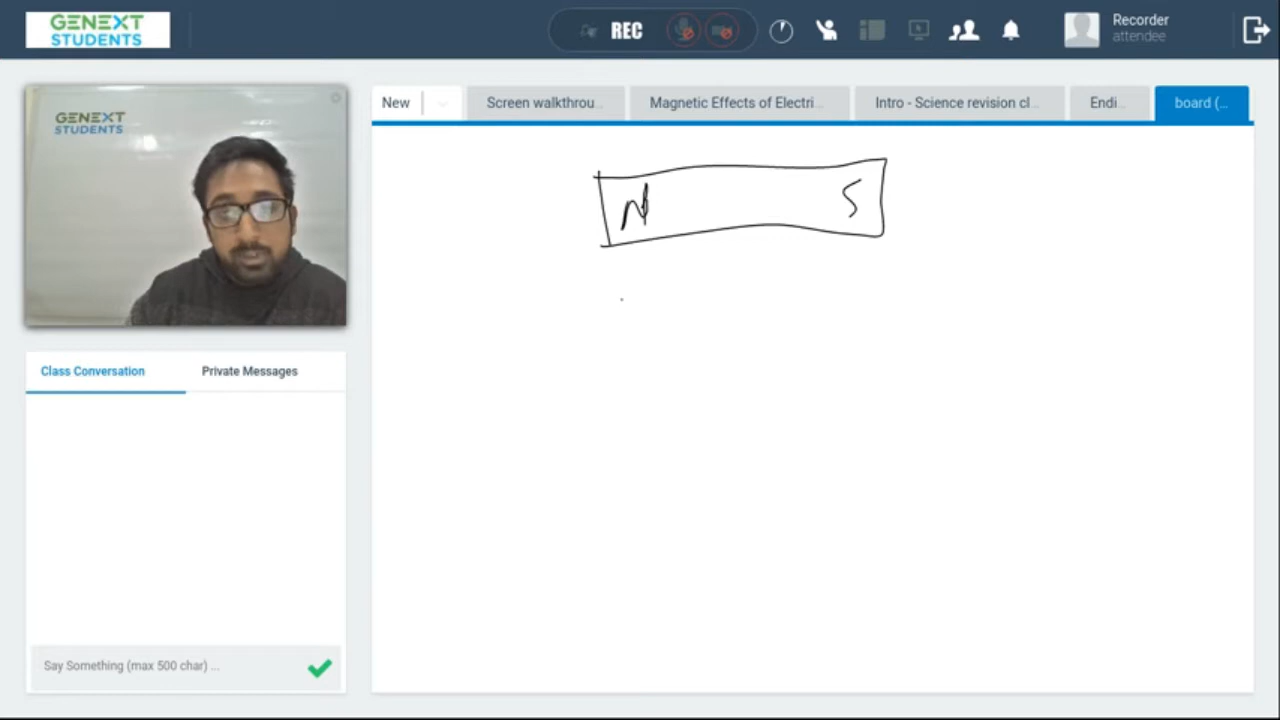 GENEXT
STUDENTS
REC
Recorder
attendee
GENEXT
STUDENTS
New
Screen walkthrou...
Magnetic Effects of Electri...
Intro - Science revision cl...
Endi...
board (...
N S
Class Conversation
Private Messages
Say Something (max 500 char) ...